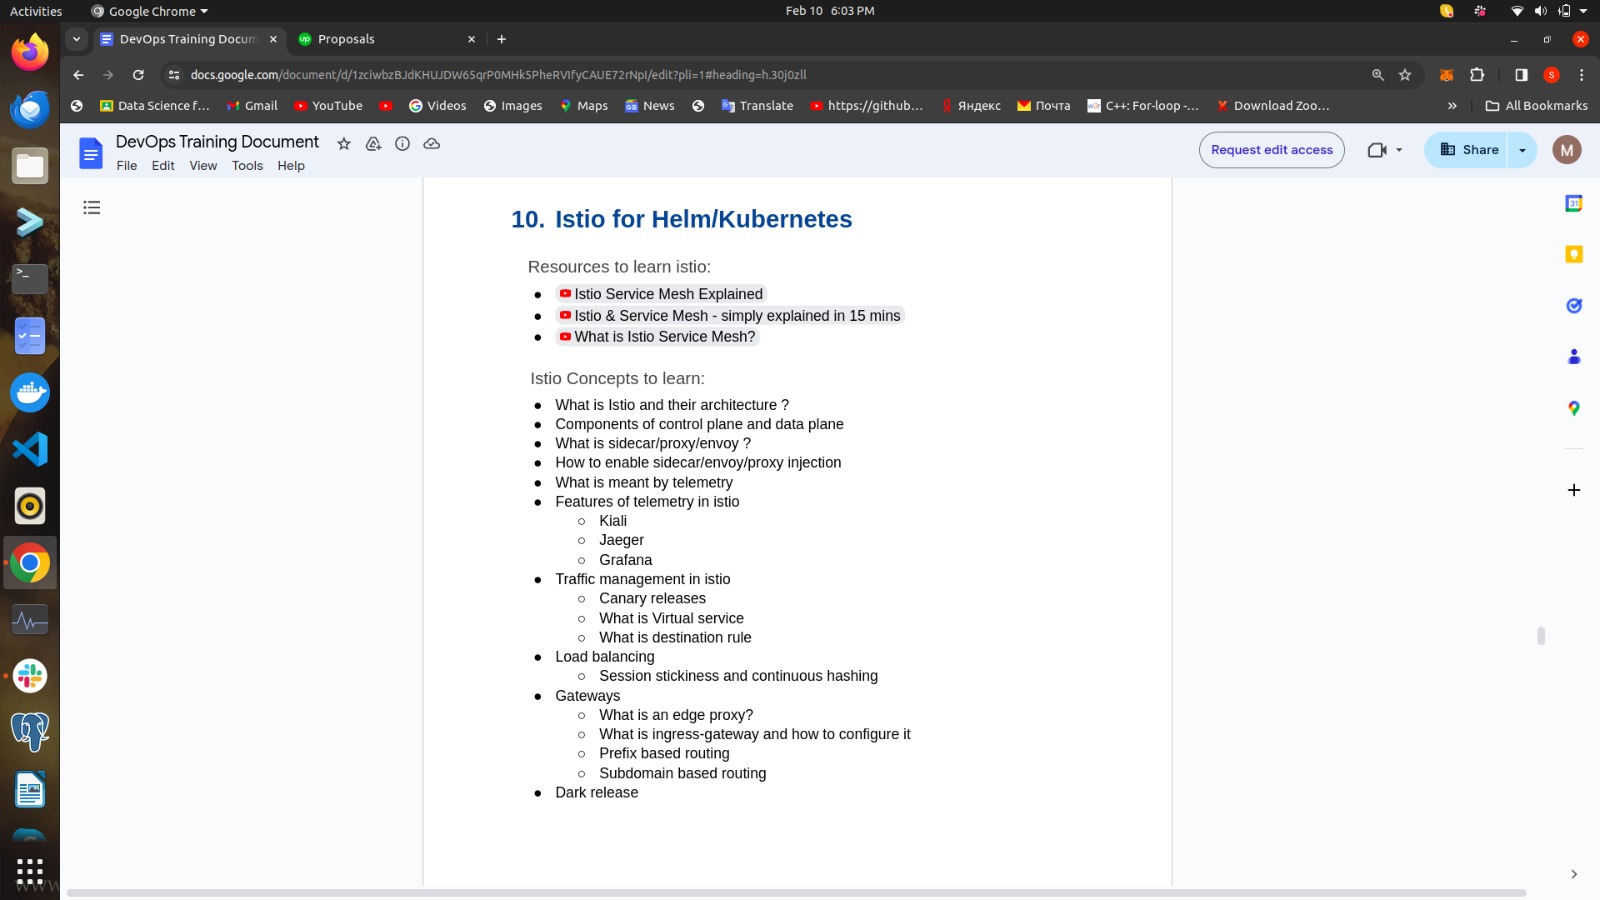 Activities
Google Chrome
Feb 10 6:03 PM
DevOps Training Docum
Proposals
docs.google.com/document/d/1zciwbzBJdKHUJDW65qrP0MHk5PheRVIfyCAUE72rNpI/edit?pli=1#heading=h.30j0zll
S
Data Science f...
Gmail
YouTube
Videos
Images
Maps
News
Translate
https://github...
Яндекс
Почта
C++: For-loop -...
Download Zoo...
»
All Bookmarks
DevOps Training Document
File Edit View Tools Help
Request edit access
Share
M
10. Istio for Helm/Kubernetes
Resources to learn istio:
● Istio Service Mesh Explained
● Istio & Service Mesh - simply explained in 15 mins
● What is Istio Service Mesh?
Istio Concepts to learn:
● What is Istio and their architecture ?
● Components of control plane and data plane
● What is sidecar/proxy/envoy ?
● How to enable sidecar/envoy/proxy injection
● What is meant by telemetry
● Features of telemetry in istio
○ Kiali
○ Jaeger
○ Grafana
● Traffic management in istio
○ Canary releases
○ What is Virtual service
○ What is destination rule
● Load balancing
○ Session stickiness and continuous hashing
● Gateways
○ What is an edge proxy?
○ What is ingress-gateway and how to configure it
○ Prefix based routing
○ Subdomain based routing
● Dark release
31